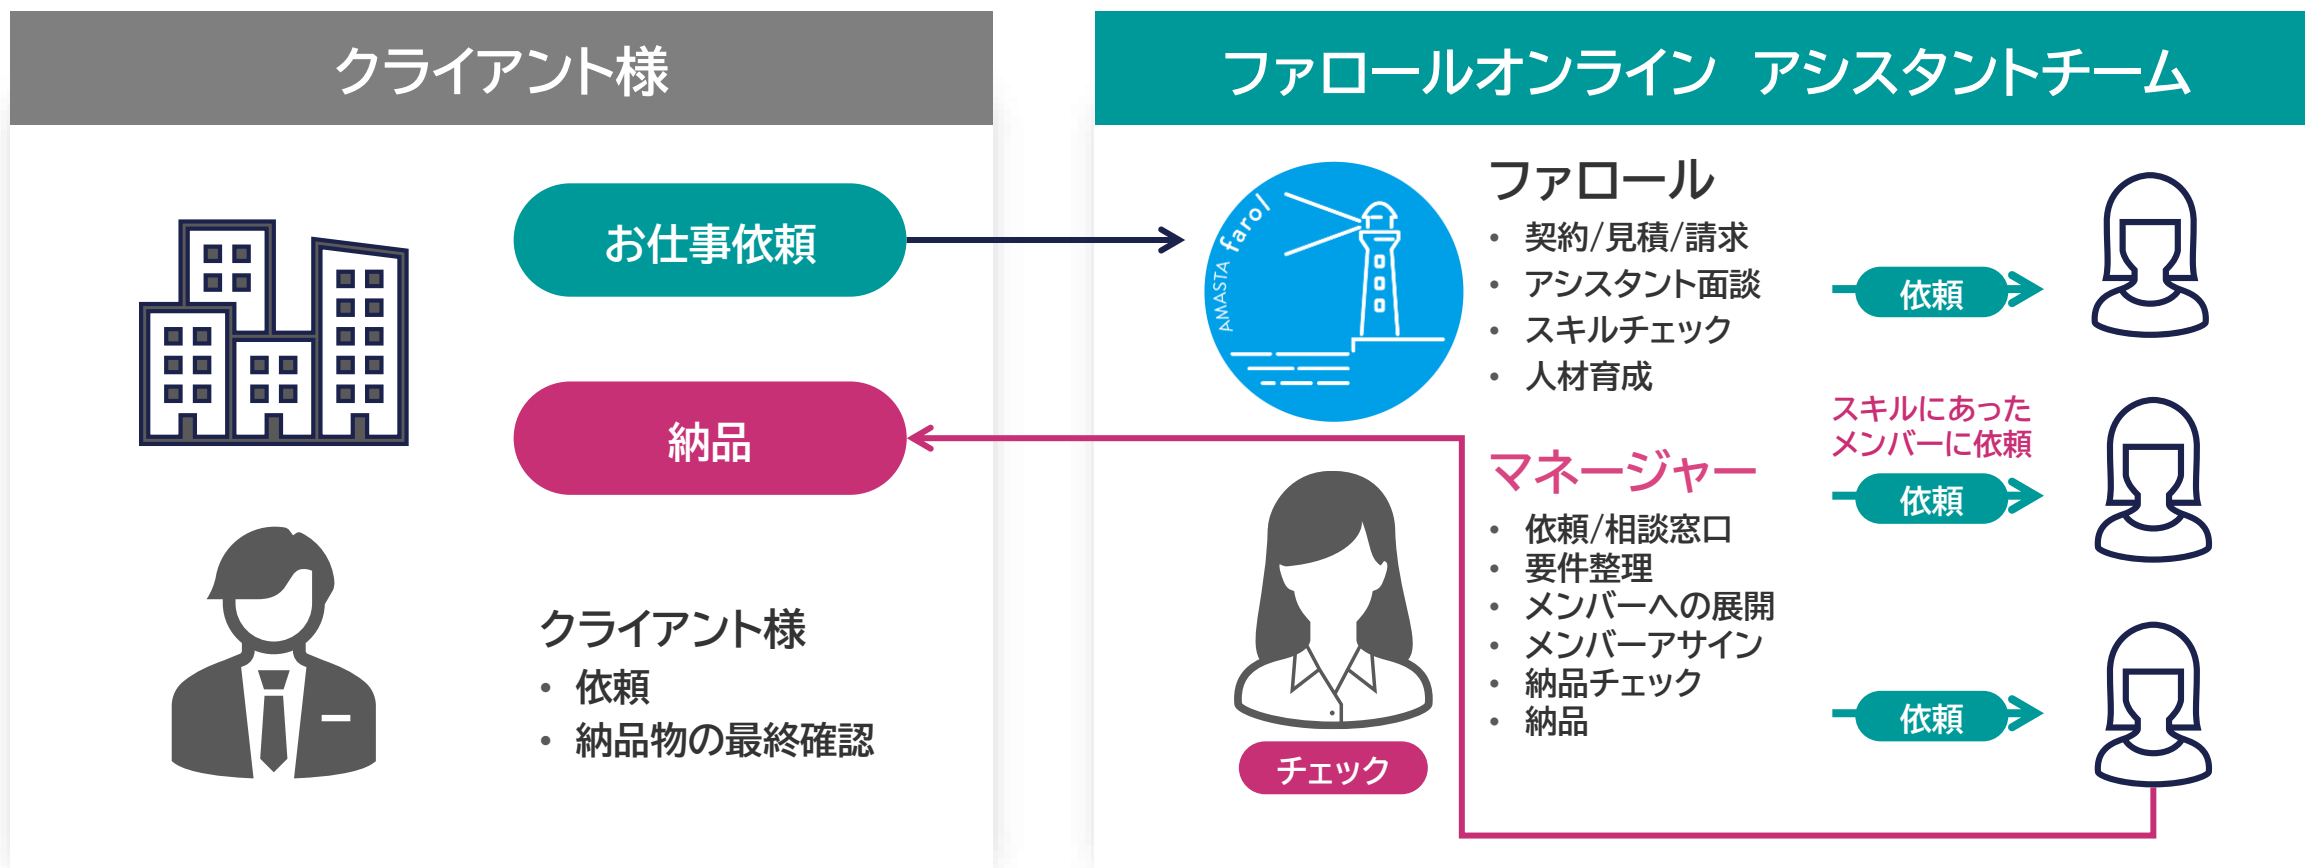 クライアント様
お仕事依頼
納品
クライアント様
・ 依頼
・ 納品物の最終確認
ファロールオンライン アシスタントチーム
AMASTA farol
ファロール
・ 契約/見積/請求
・ アシスタント面談
・ スキルチェック
・ 人材育成
マネージャー
・ 依頼/相談窓口
・ 要件整理
・ メンバーへの展開
・ メンバーアサイン
・ 納品チェック
・ 納品
チェック
依頼
スキルにあった
メンバーに依頼
依頼
依頼